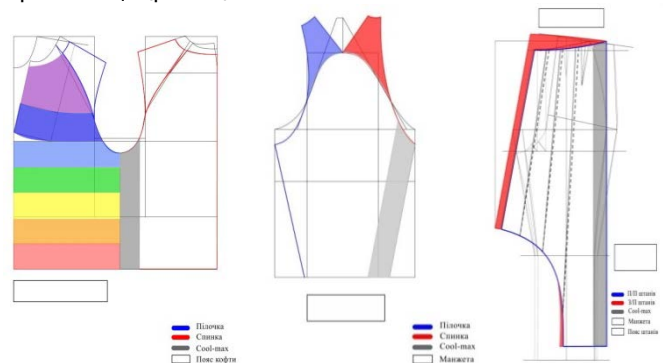 Пілочка
Спинка
Cool-max
Пояс кофти
Пілочка
Спинка
Cool-max
Манжета
П/П штанів
З/П штанів
Cool-max
Манжета
Пояс штанів